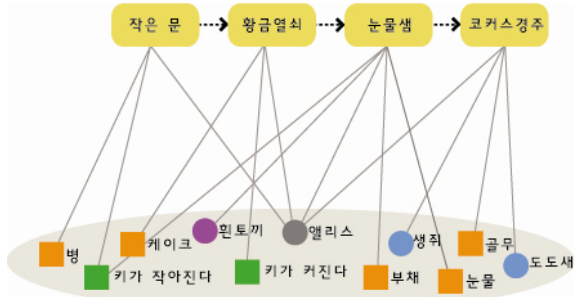 작은 문
황금열쇠
눈물샘
코커스경주
병
키가 작아진다
케이크
흰토끼
키가 커진다
앨리스
부채
생쥐
눈물
골무
도도새